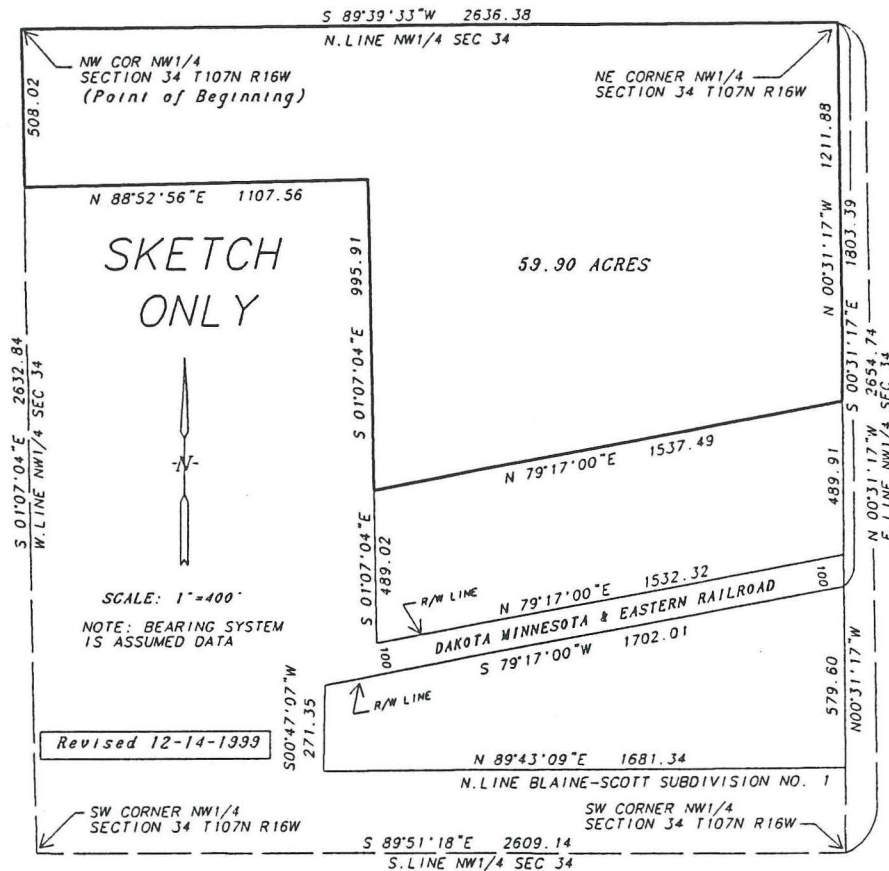 S 89°39'33"W 2636.38
N.LINE NW1/4 SEC 34
NW COR NW1/4
SECTION 34 T107N R16W
(Point of Beginning)
NE CORNER NW1/4
SECTION 34 T107N R16W
508.02
1211.88
N 00°31'17"W
1803.39
S 00°31'17"E
N 88°52'56"E 1107.56
SKETCH
ONLY
995.91
S 01°07'04"E
59.90 ACRES
S 01°07'04"E 2632.84
W.LINE NW1/4 SEC 34
N 00°31'17"W 2654.74
E.LINE NW1/4 SEC 34
-N-
N 79°17'00"E 1537.49
489.91
S 01°07'04"E
489.02
SCALE: 1"=400'
NOTE: BEARING SYSTEM
IS ASSUMED DATA
R/W LINE
N 79°17'00"E 1532.32
100
DAKOTA MINNESOTA & EASTERN RAILROAD
100
S 79°17'00"W 1702.01
R/W LINE
S00°47'07"W
271.35
579.60
N00°31'17"W
Revised 12-14-1999
N 89°43'09"E 1681.34
N.LINE BLAINE-SCOTT SUBDIVISION NO. 1
SW CORNER NW1/4
SECTION 34 T107N R16W
SW CORNER NW1/4
SECTION 34 T107N R16W
S 89°51'18"E 2609.14
S.LINE NW1/4 SEC 34